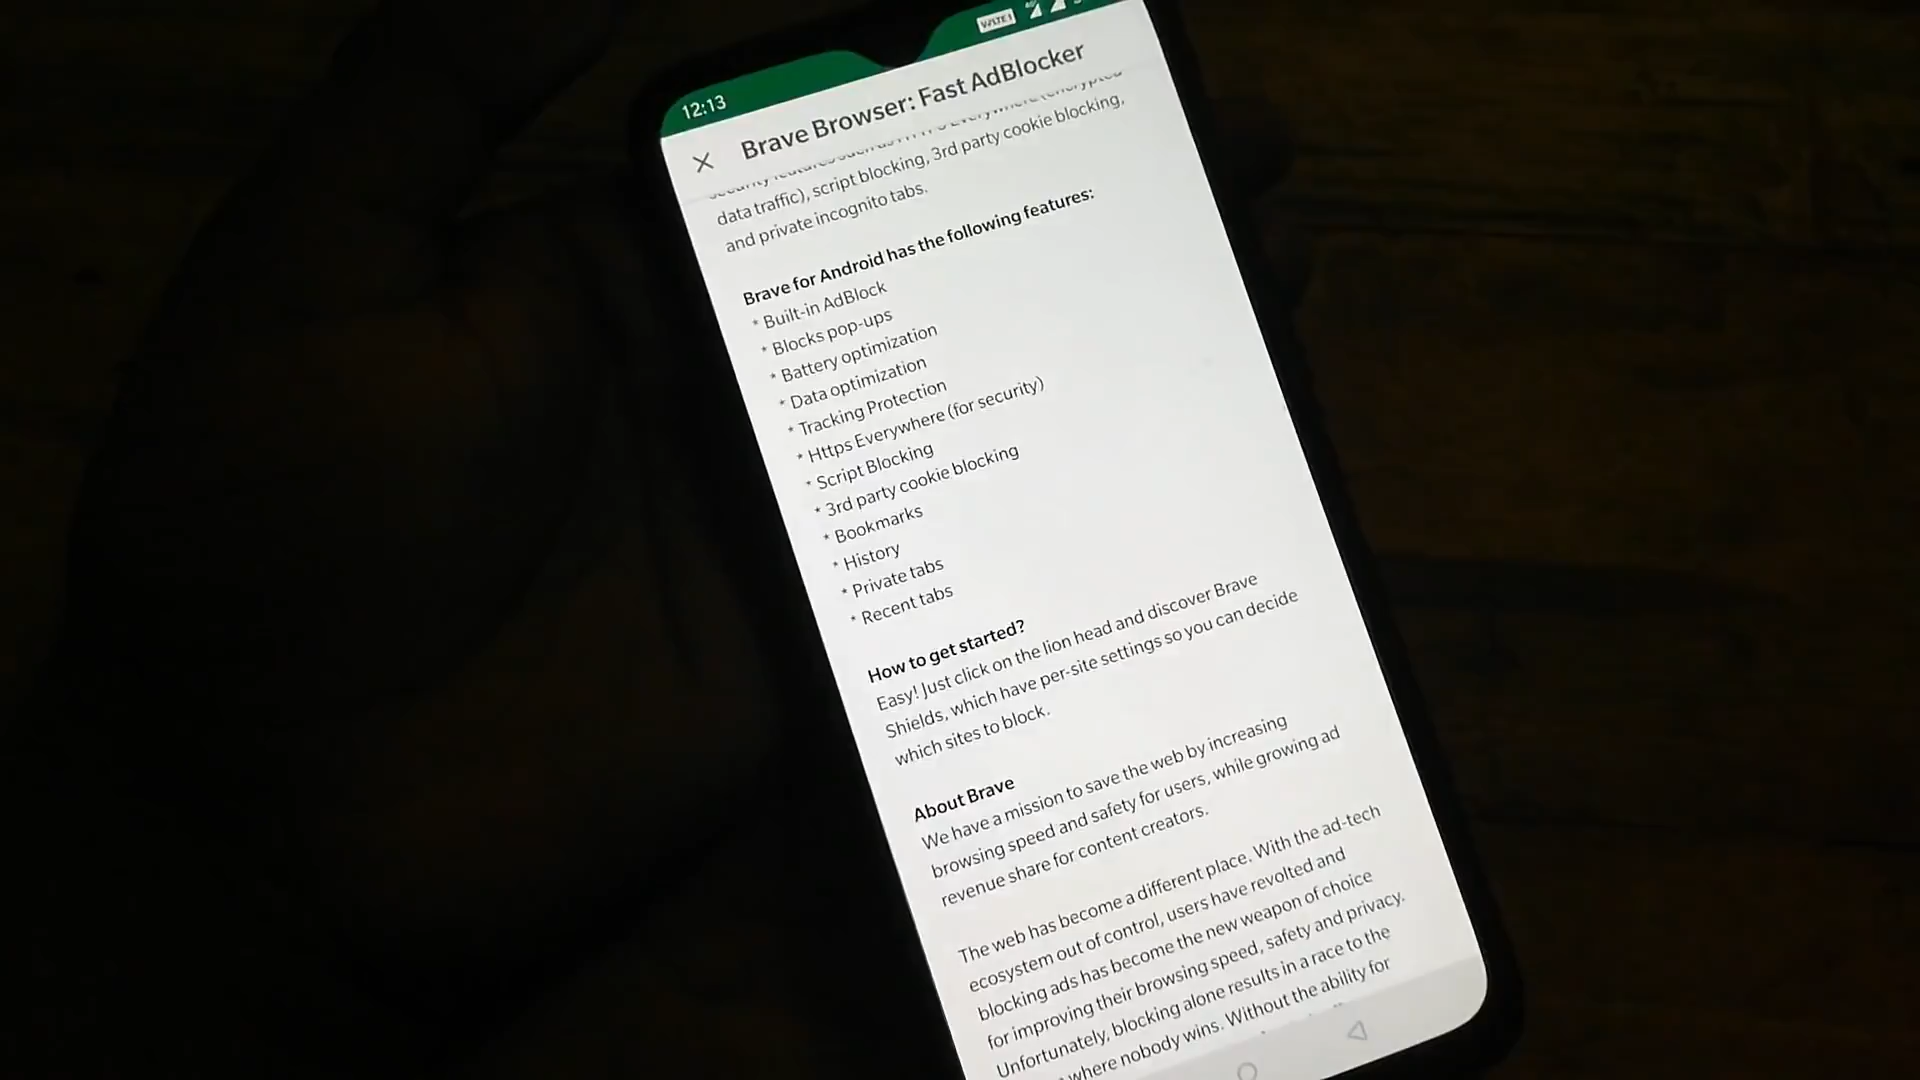 VoLTE1 4G
12:13
Brave Browser: Fast AdBlocker
data traffic), script blocking, 3rd party cookie blocking,
and private incognito tabs.
Brave for Android has the following features:
* Built-in AdBlock
* Blocks pop-ups
* Battery optimization
* Data optimization
* Tracking Protection
* Https Everywhere (for security)
* Script Blocking
* 3rd party cookie blocking
* Bookmarks
* History
* Private tabs
* Recent tabs
How to get started?
Easy! Just click on the lion head and discover Brave
Shields, which have per-site settings so you can decide
which sites to block.
About Brave
We have a mission to save the web by increasing
browsing speed and safety for users, while growing ad
revenue share for content creators.
The web has become a different place. With the ad-tech
ecosystem out of control, users have revolted and
blocking ads has become the new weapon of choice
for improving their browsing speed, safety and privacy.
Unfortunately, blocking alone results in a race to the
where nobody wins. Without the ability for